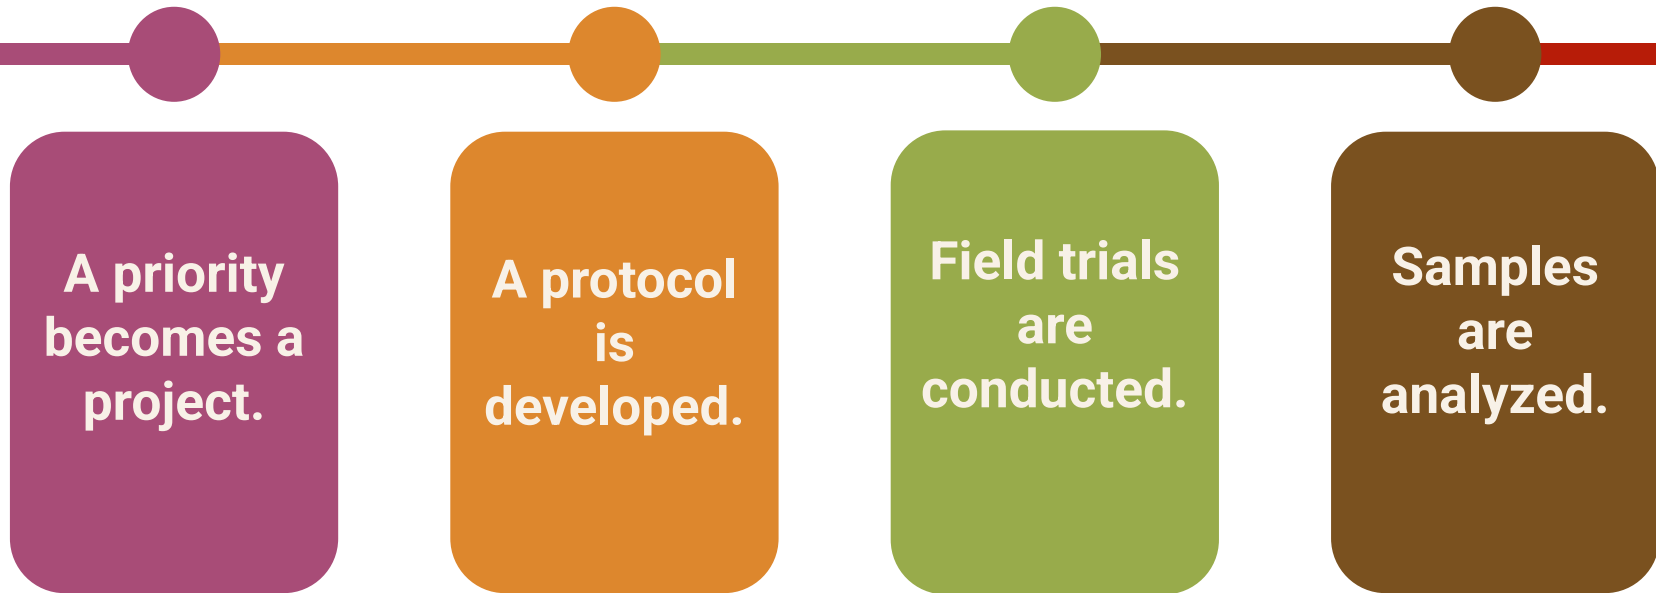 A priority
becomes a
project.
A protocol
is
developed.
Field trials
are
conducted.
Samples
are
analyzed.